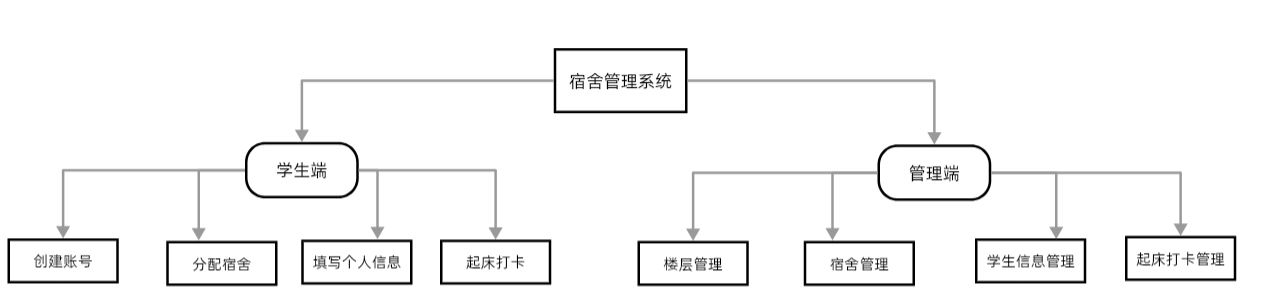 宿舍管理系统
学生端
管理端
创建账号
分配宿舍
填写个人信息
起床打卡
楼层管理
宿舍管理
学生信息管理
起床打卡管理